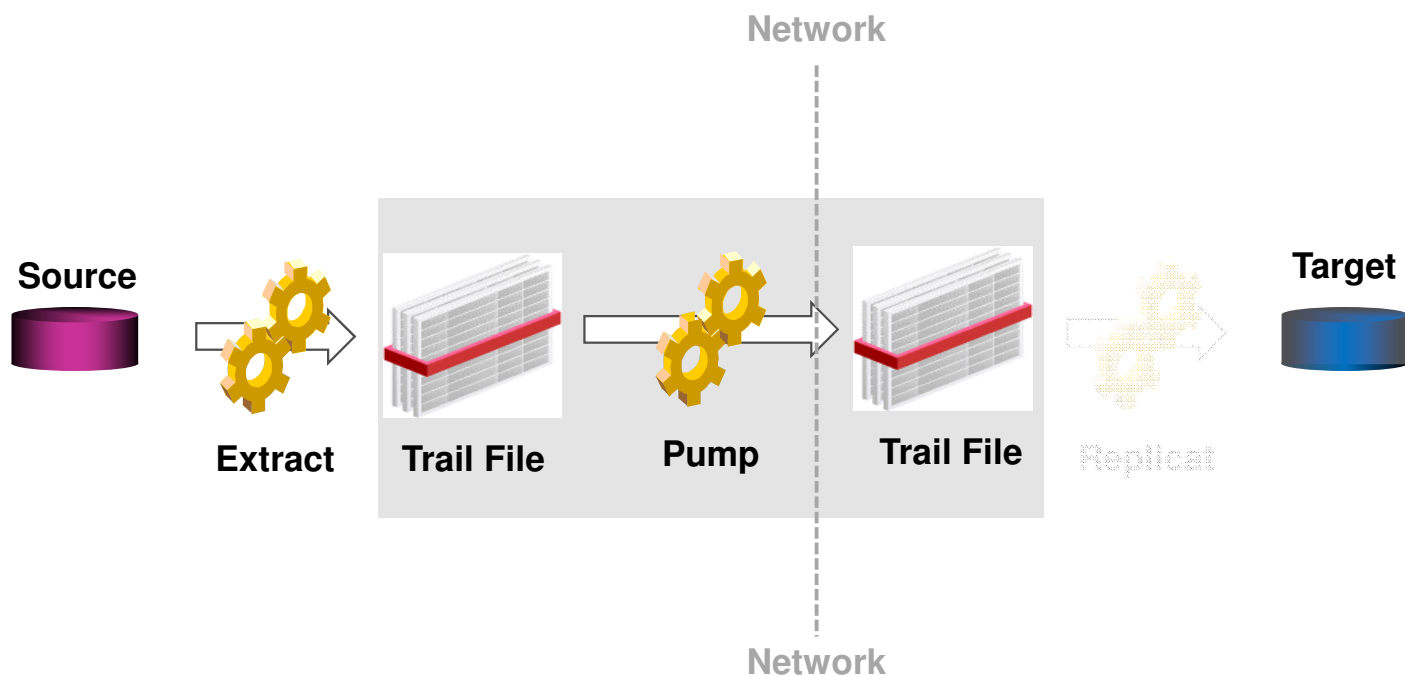 Network
Source
Target
Extract
Trail File
Pump
Trail File
Replicat
Network